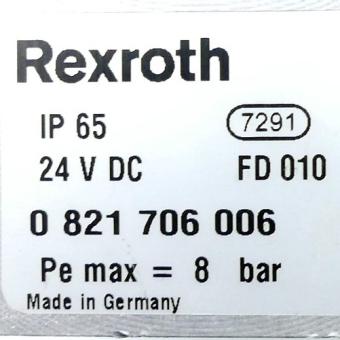 Rexroth
IP 65 7291
24 V DC FD 010
0 821 706 006
Pe max = 8 bar
Made in Germany